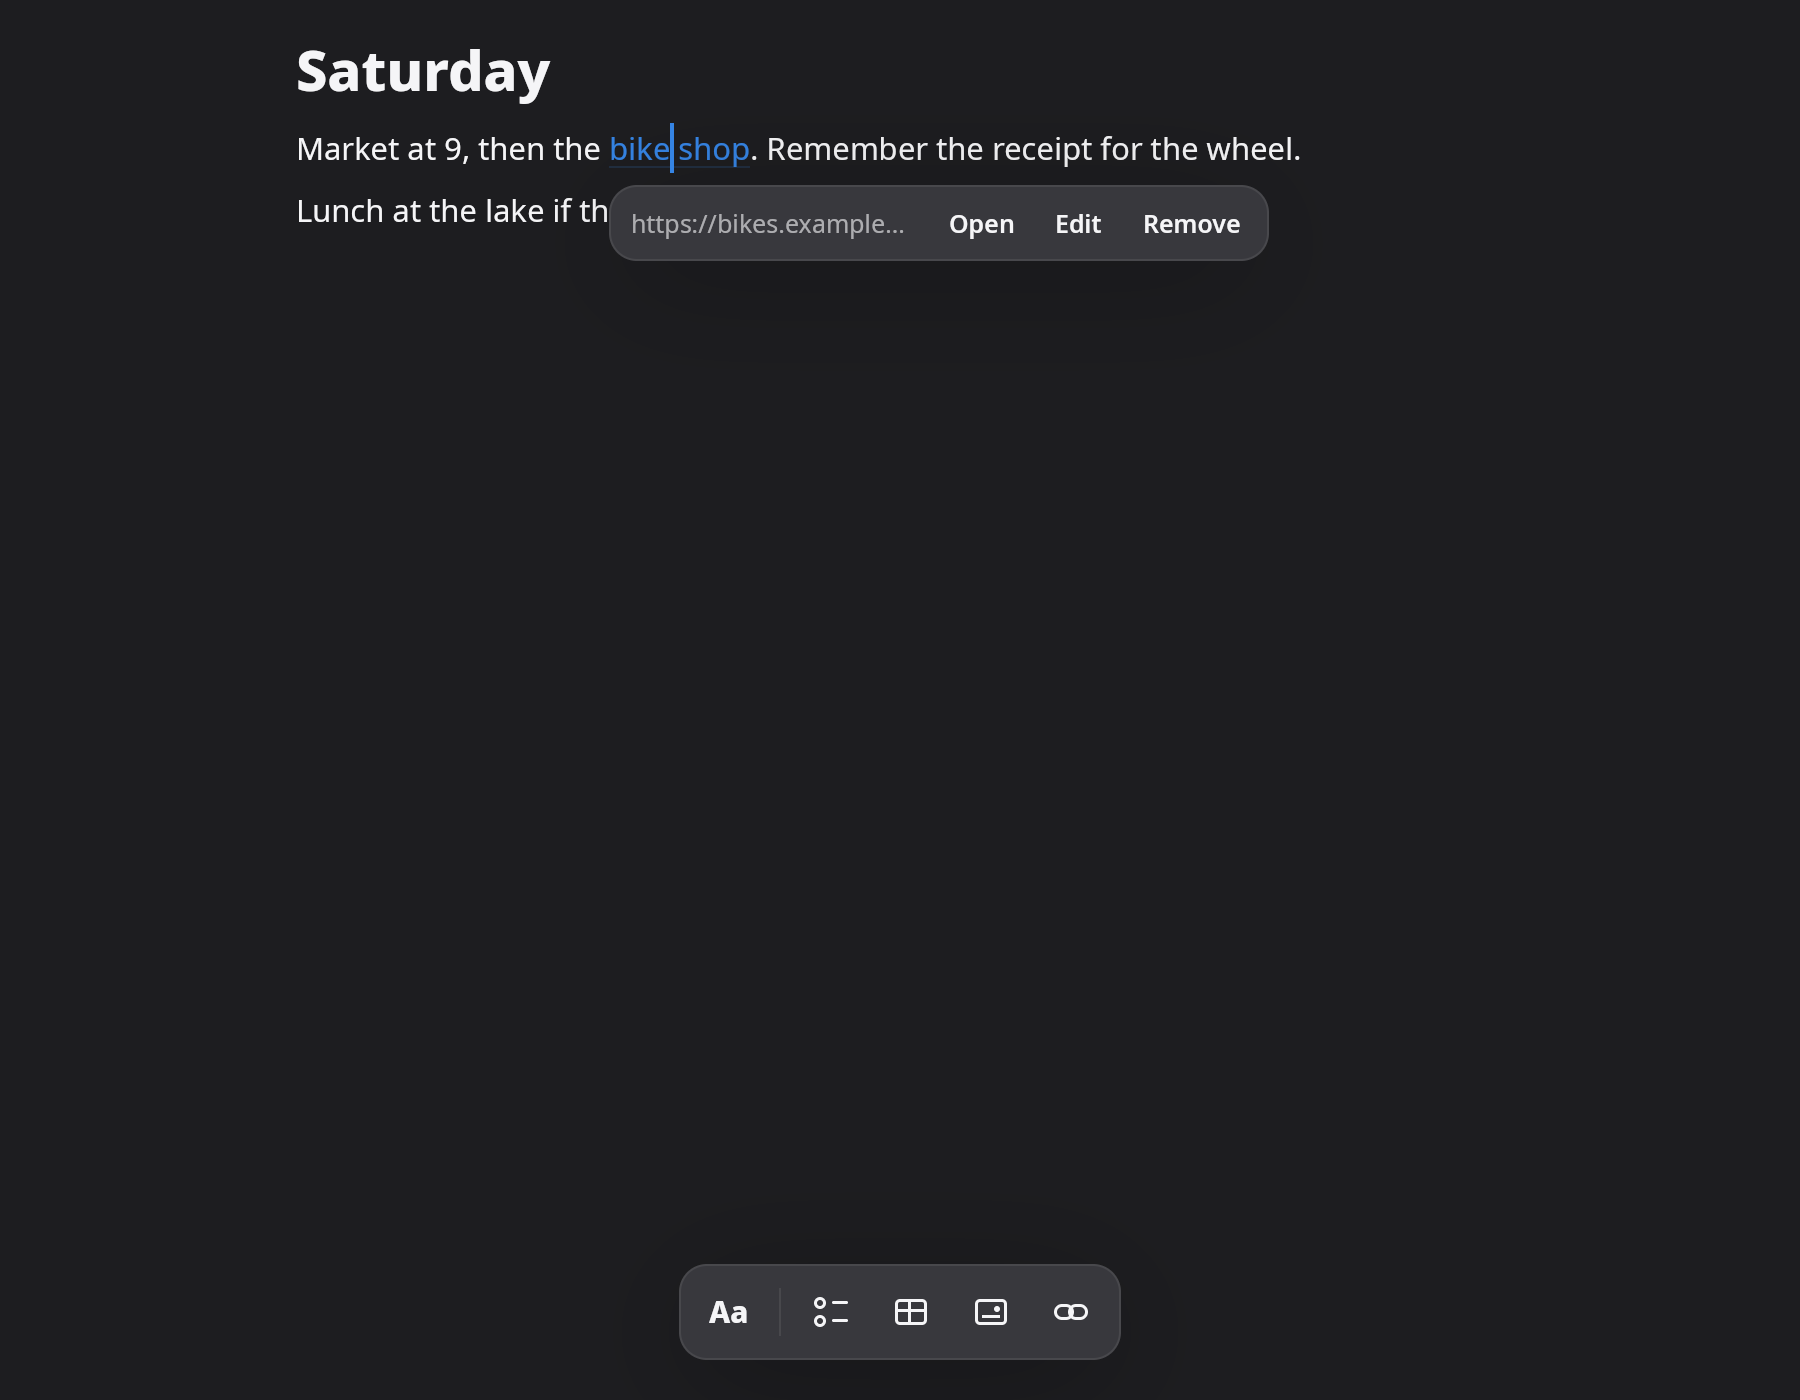 Saturday
Market at 9, then the bike shop. Remember the receipt for the wheel.
Lunch at the lake if th
https://bikes.example... Open Edit Remove
Aa